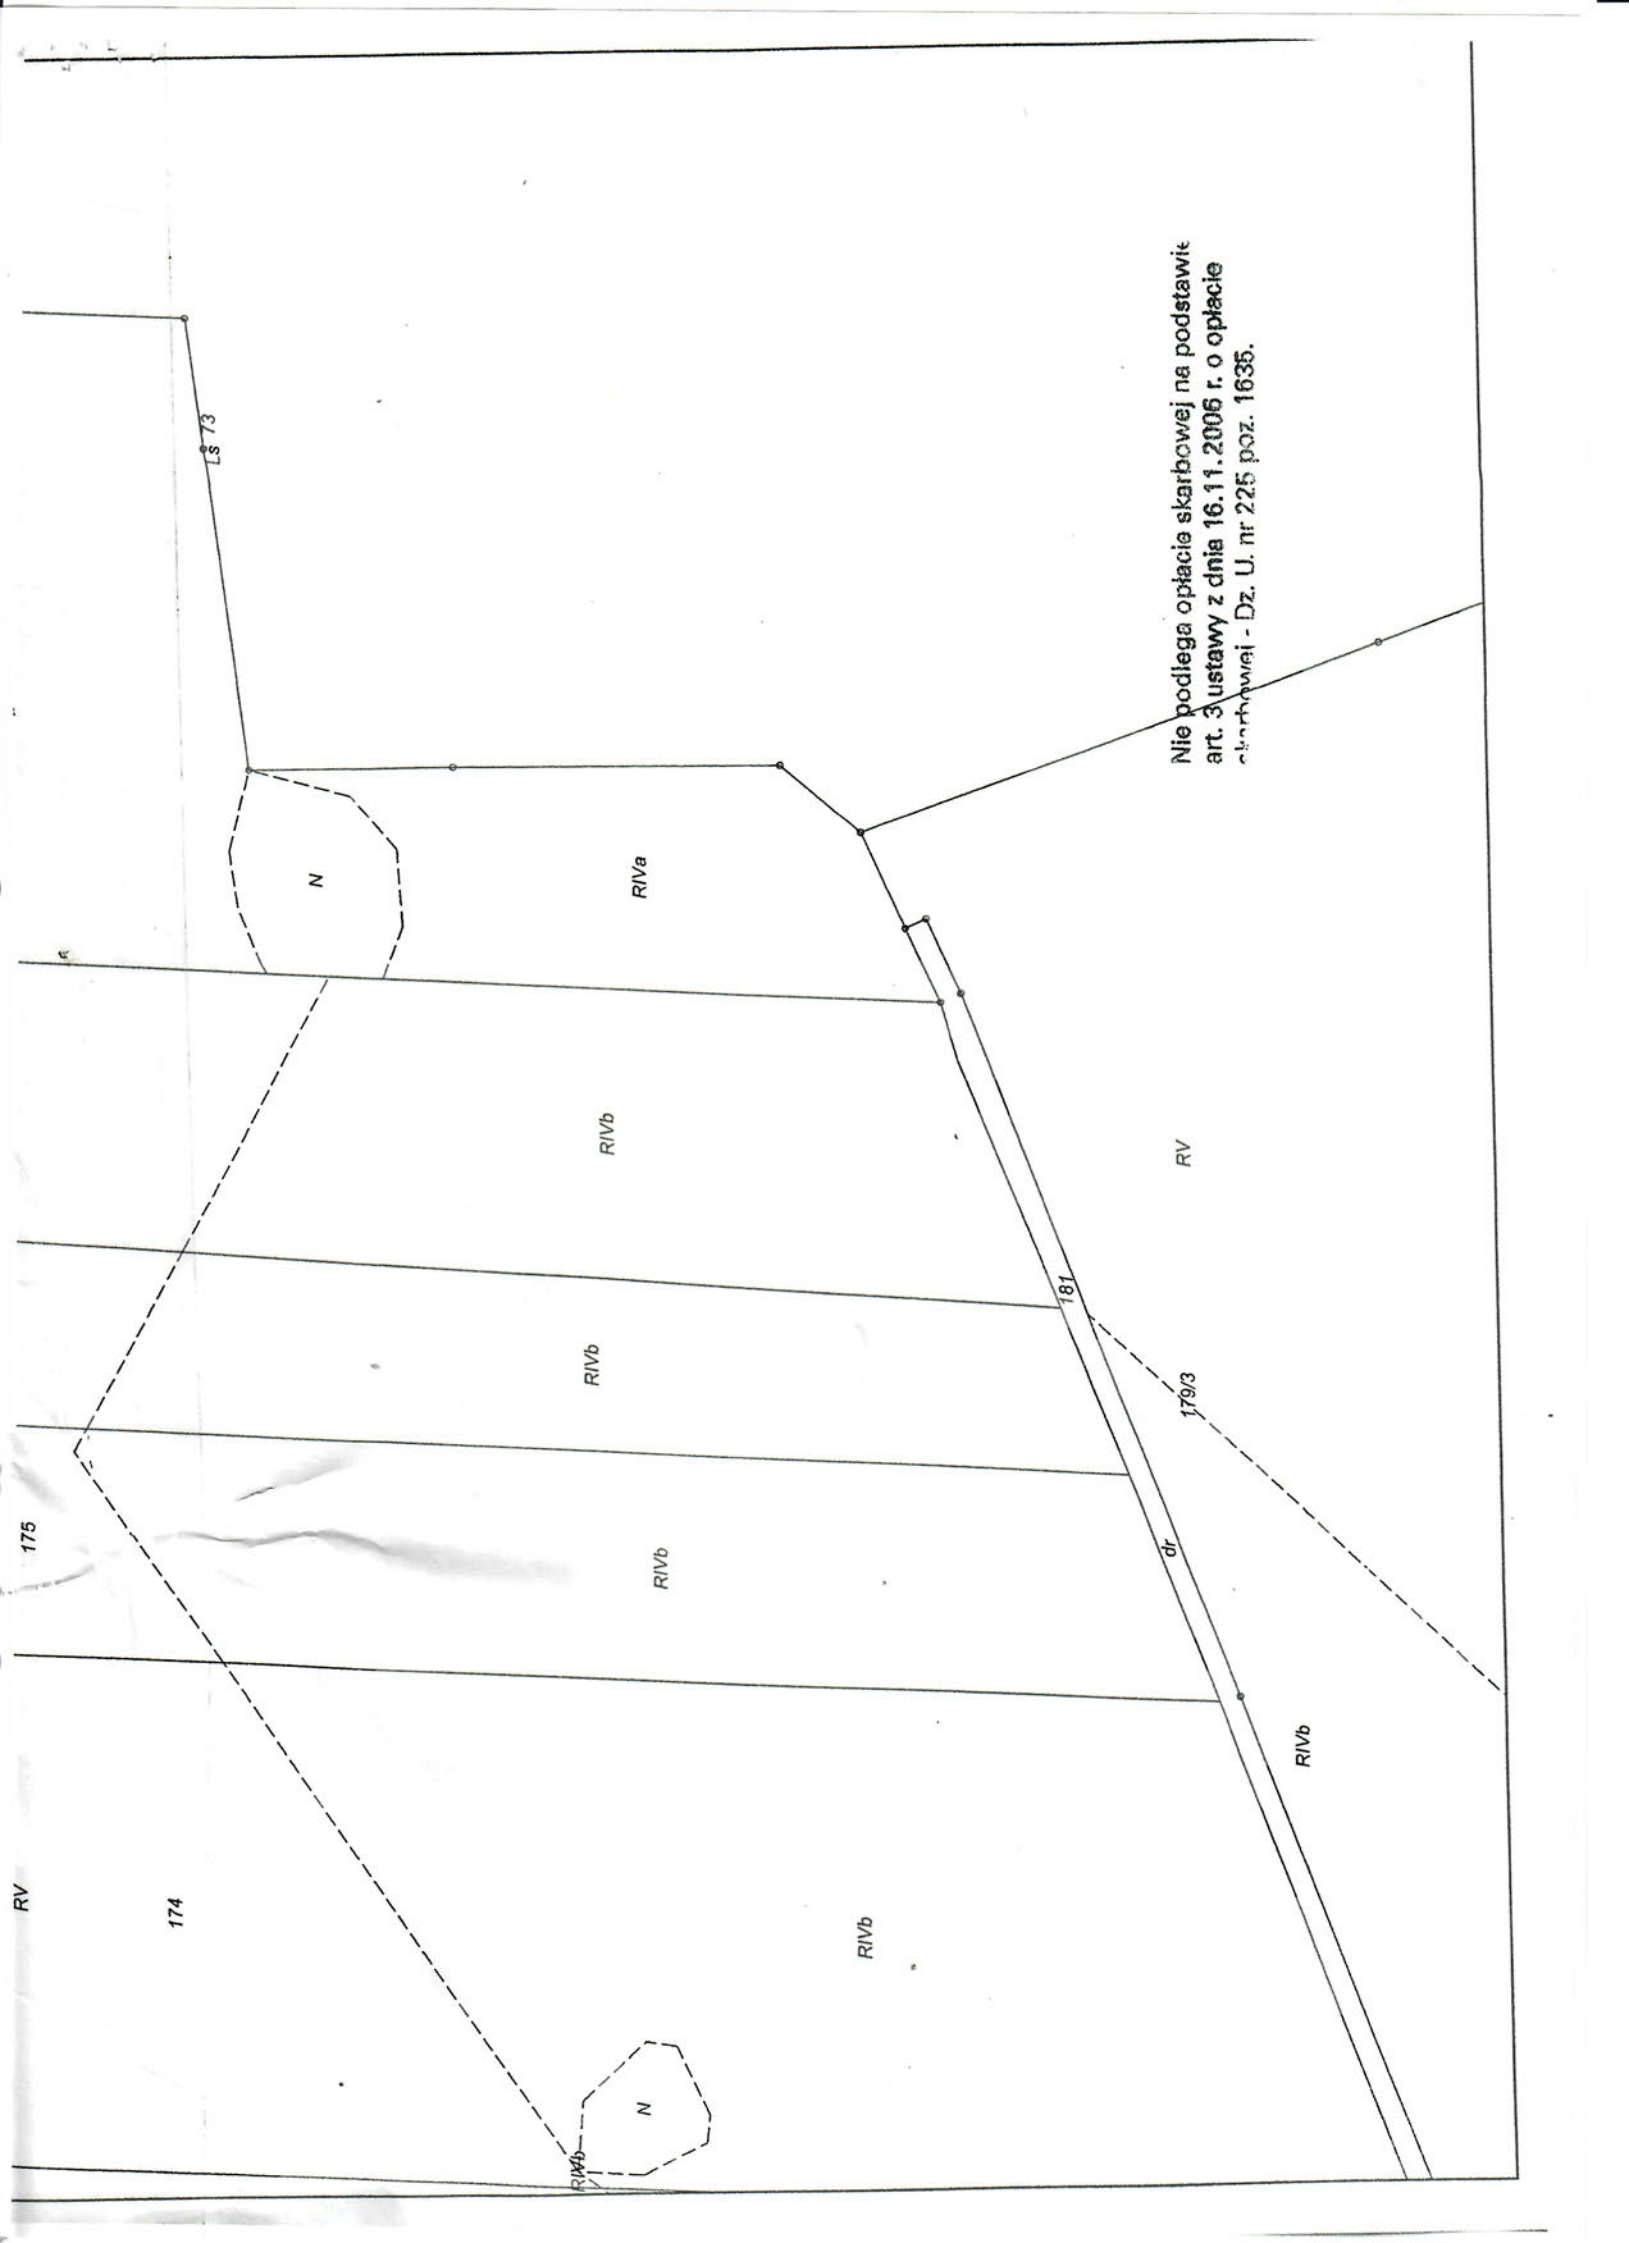 RV
175
174
Ls 73
N
RIVa
RIVb
RIVb
RIVb
RIVb
N
181
dr
179/3
RV
RIVb
Nie podlega opłacie skarbowej na podstawie
art. 3 ustawy z dnia 16.11.2006 r. o opłacie
skarbowej - Dz. U. nr 225 poz. 1635.